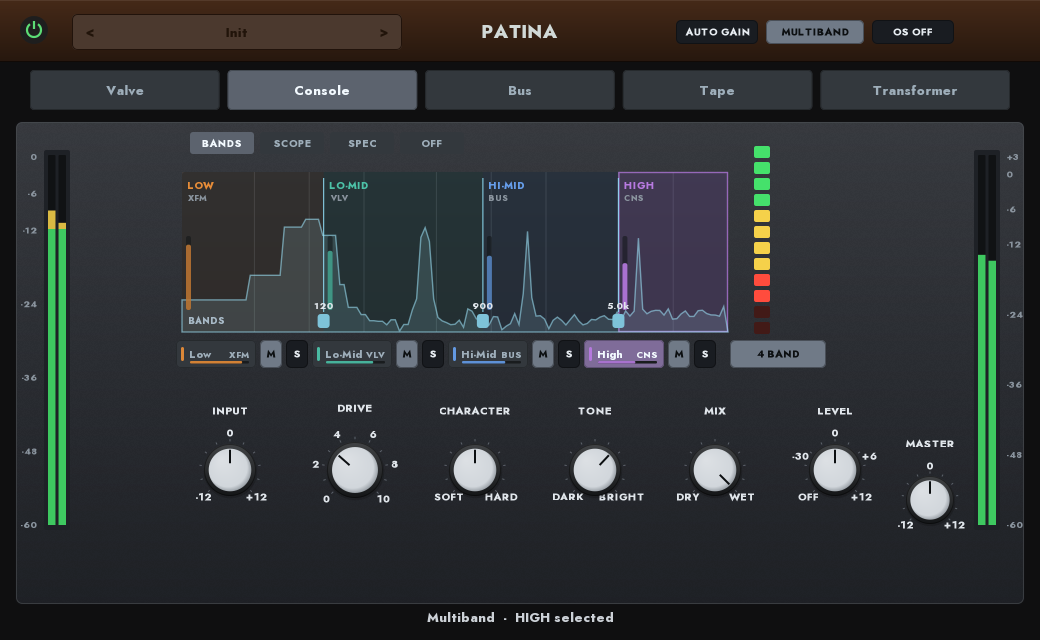 < Init >
PATINA
AUTO GAIN
MULTIBAND
OS OFF
Valve
Console
Bus
Tape
Transformer
BANDS
SCOPE
SPEC
OFF
0
-6
-12
-24
-36
-48
-60
LOW
XFM
LO-MID
VLV
HI-MID
BUS
HIGH
CNS
120
900
5.0k
BANDS
+3
0
-6
-12
-24
-36
-48
-60
Low XFM
M
S
Lo-Mid VLV
M
S
Hi-Mid BUS
M
S
High CNS
M
S
4 BAND
INPUT
0
-12 +12
DRIVE
4 6
2 8
0 10
CHARACTER
SOFT HARD
TONE
DARK BRIGHT
MIX
DRY WET
LEVEL
0
-30 +6
OFF +12
MASTER
0
-12 +12
Multiband - HIGH selected